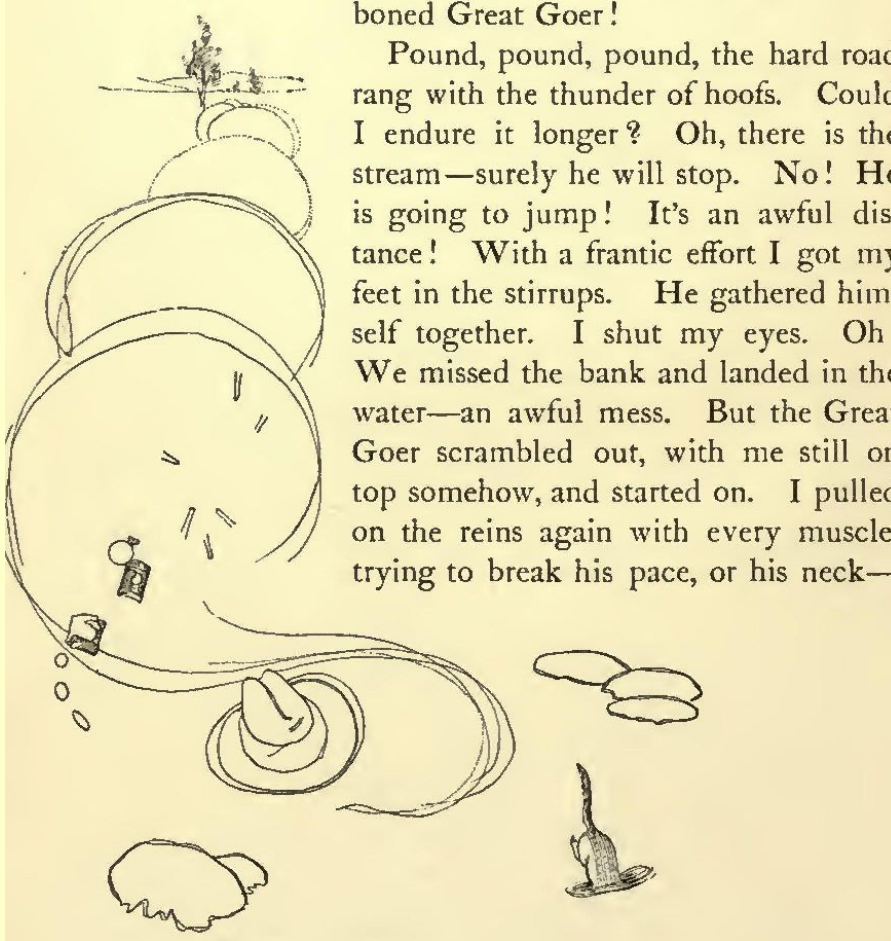 boned Great Goer!
Pound, pound, pound, the hard road
rang with the thunder of hoofs. Could
I endure it longer? Oh, there is the
stream—surely he will stop. No! He
is going to jump! It's an awful dis
tance! With a frantic effort I got my
feet in the stirrups. He gathered him
self together. I shut my eyes. Oh
We missed the bank and landed in the
water—an awful mess. But the Great
Goer scrambled out, with me still on
top somehow, and started on. I pulled
on the reins again with every muscle
trying to break his pace, or his neck—